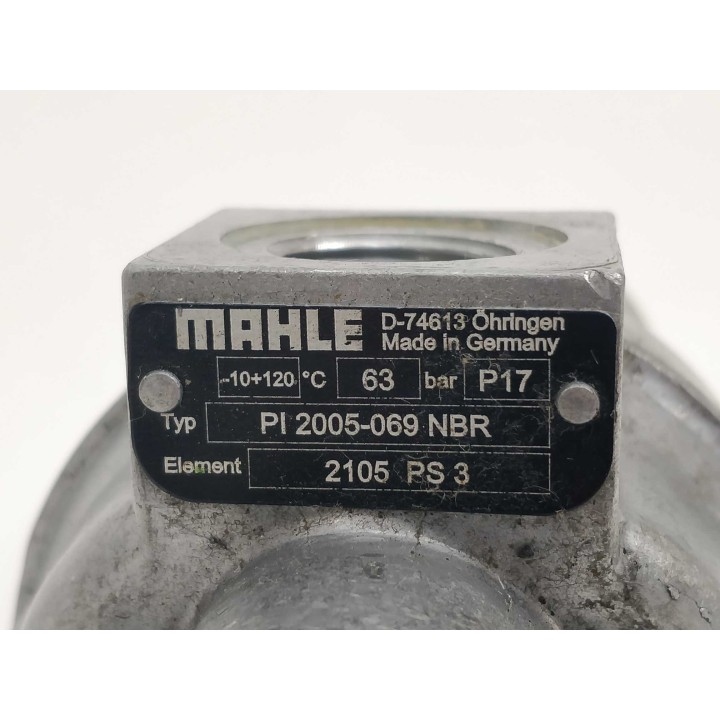 MAHLE D-74613 Öhringen
Made in Germany
-10+120 °C 63 bar P17
Typ PI 2005-069 NBR
Element 2105 PS 3